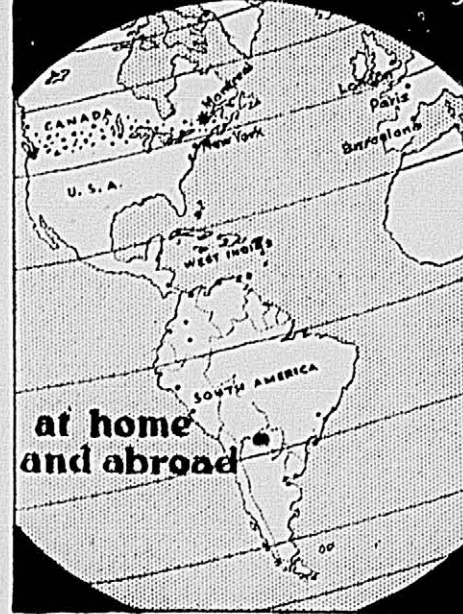 Montreal
London
CANADA
Paris
New York
Barcelona
U. S. A.
WEST INDIES
SOUTH AMERICA
at home
and abroad